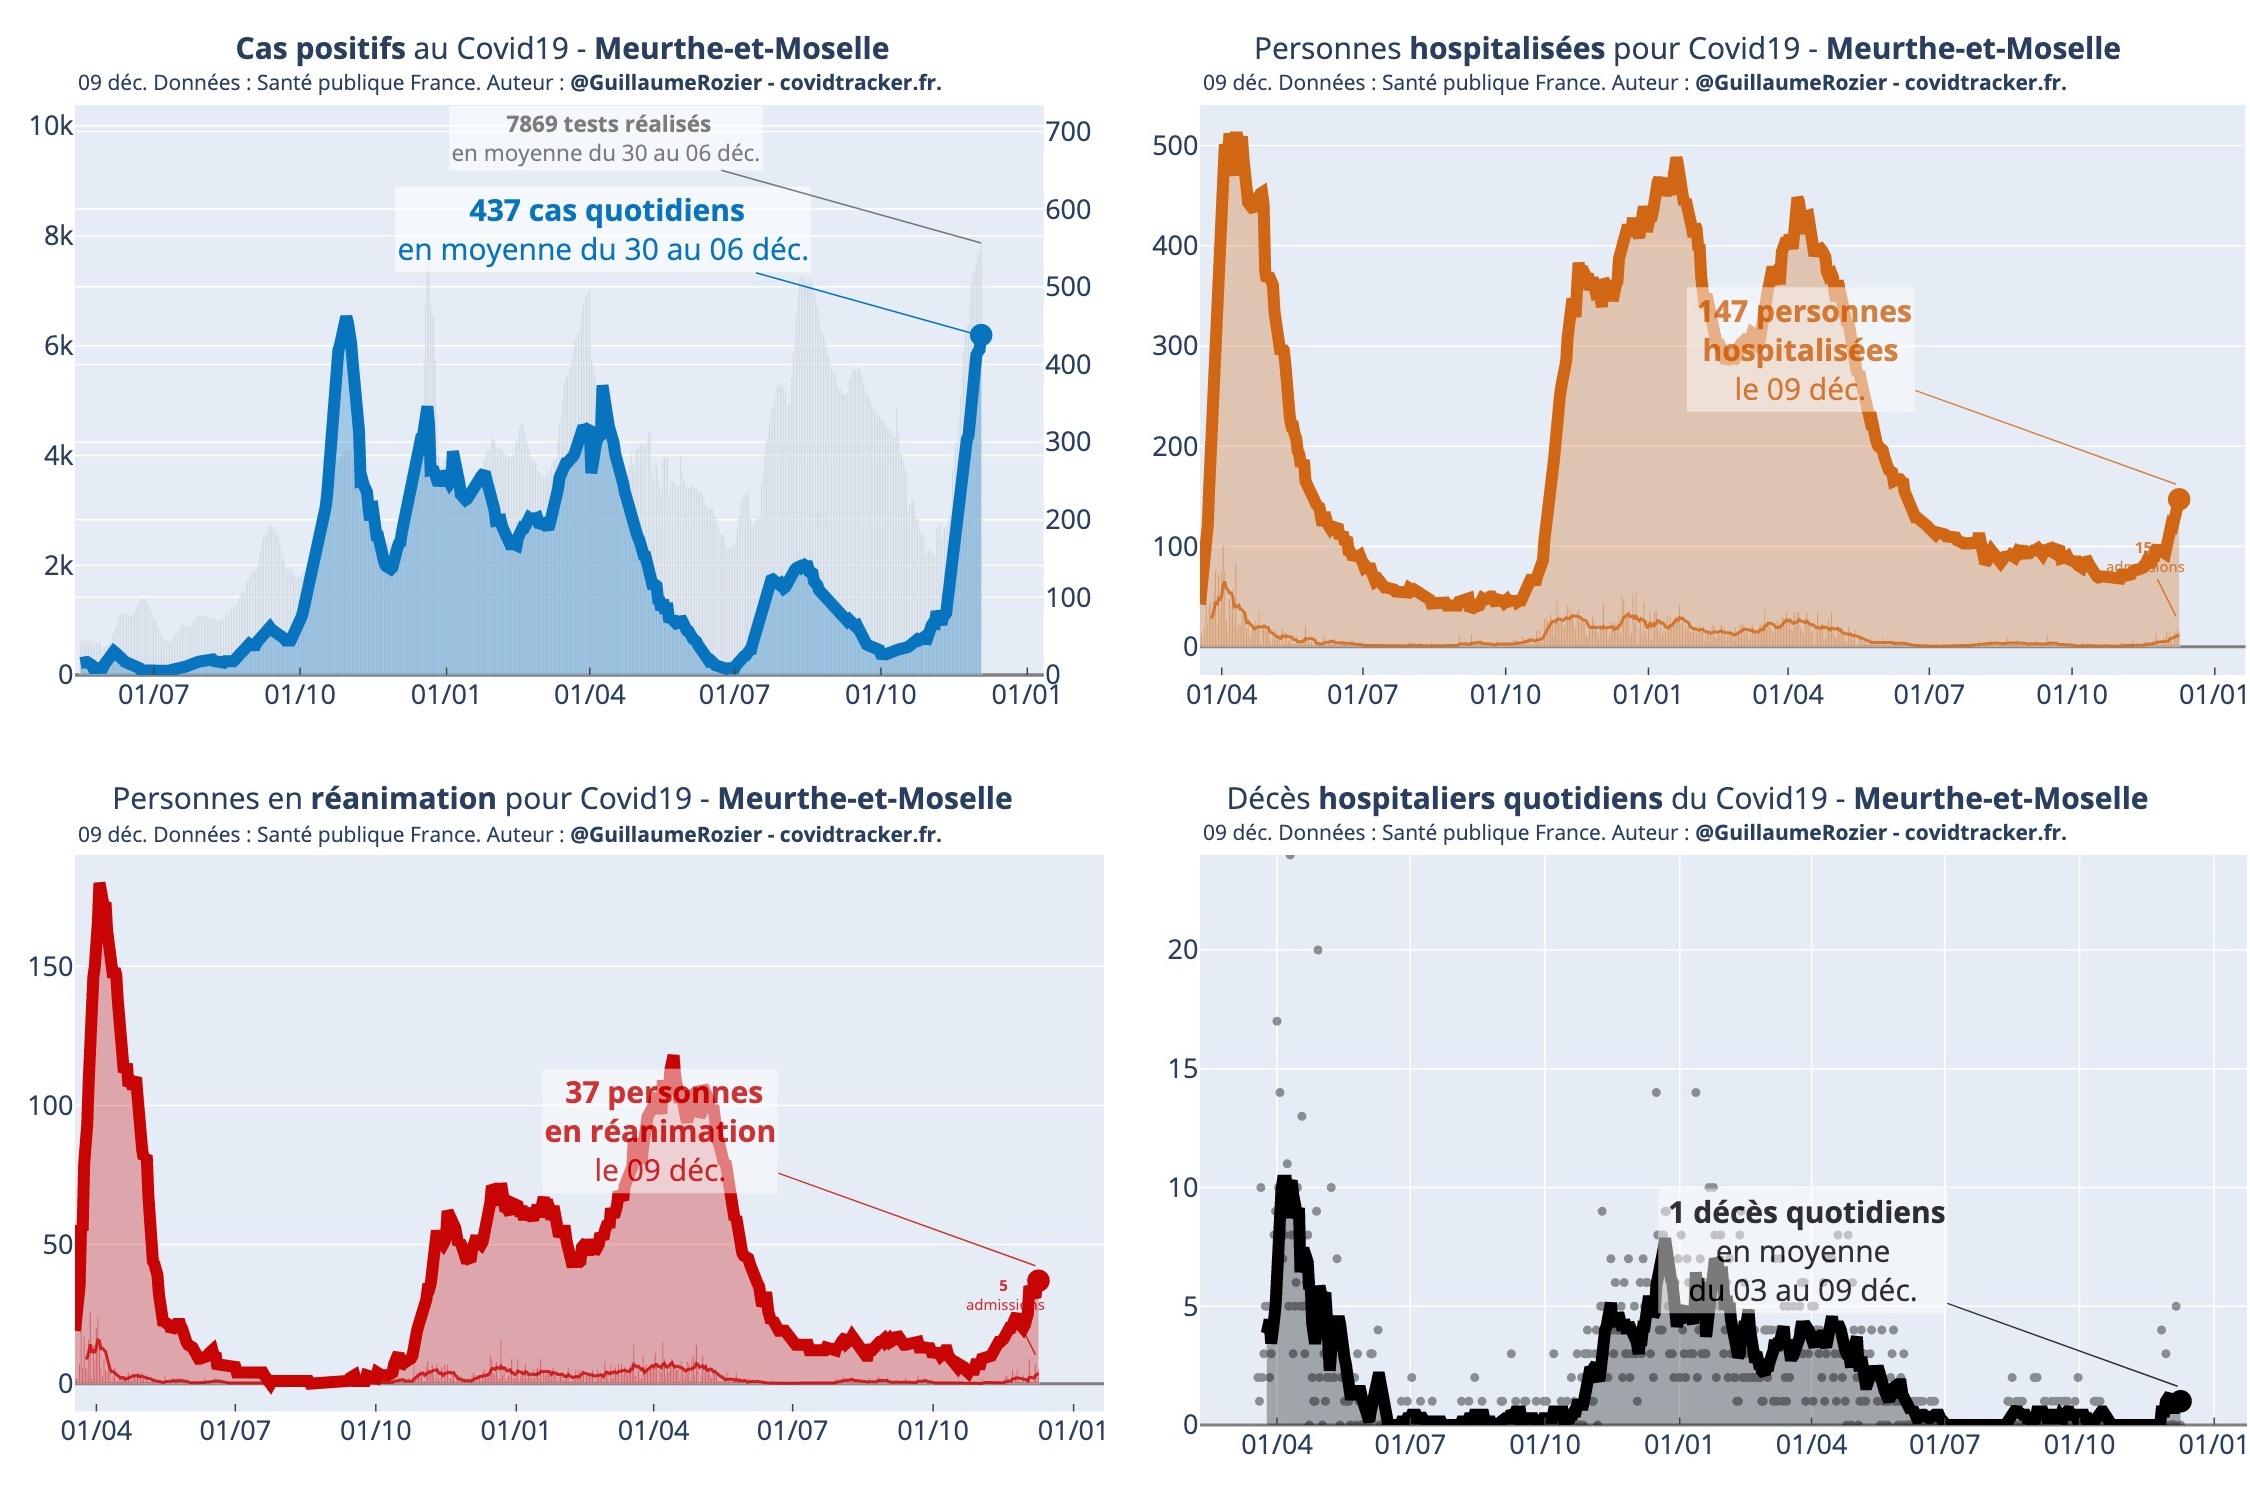 Cas positifs au Covid19 - Meurthe-et-Moselle
09 déc. Données : Santé publique France. Auteur : @GuillaumeRozier - covidtracker.fr.
7869 tests réalisés
en moyenne du 30 au 06 déc.
437 cas quotidiens
en moyenne du 30 au 06 déc.
10k
8k
6k
4k
2k
0
700
600
500
400
300
200
100
0
01/07 01/10 01/01 01/04 01/07 01/10 01/01
Personnes hospitalisées pour Covid19 - Meurthe-et-Moselle
09 déc. Données : Santé publique France. Auteur : @GuillaumeRozier - covidtracker.fr.
500
400
300
200
100
0
147 personnes
hospitalisées
le 09 déc.
15
admissions
01/04 01/07 01/10 01/01 01/04 01/07 01/10 01/01
Personnes en réanimation pour Covid19 - Meurthe-et-Moselle
09 déc. Données : Santé publique France. Auteur : @GuillaumeRozier - covidtracker.fr.
150
100
50
0
37 personnes
en réanimation
le 09 déc.
5
admissions
01/04 01/07 01/10 01/01 01/04 01/07 01/10 01/01
Décès hospitaliers quotidiens du Covid19 - Meurthe-et-Moselle
09 déc. Données : Santé publique France. Auteur : @GuillaumeRozier - covidtracker.fr.
20
15
10
5
0
1 décès quotidiens
en moyenne
du 03 au 09 déc.
01/04 01/07 01/10 01/01 01/04 01/07 01/10 01/01